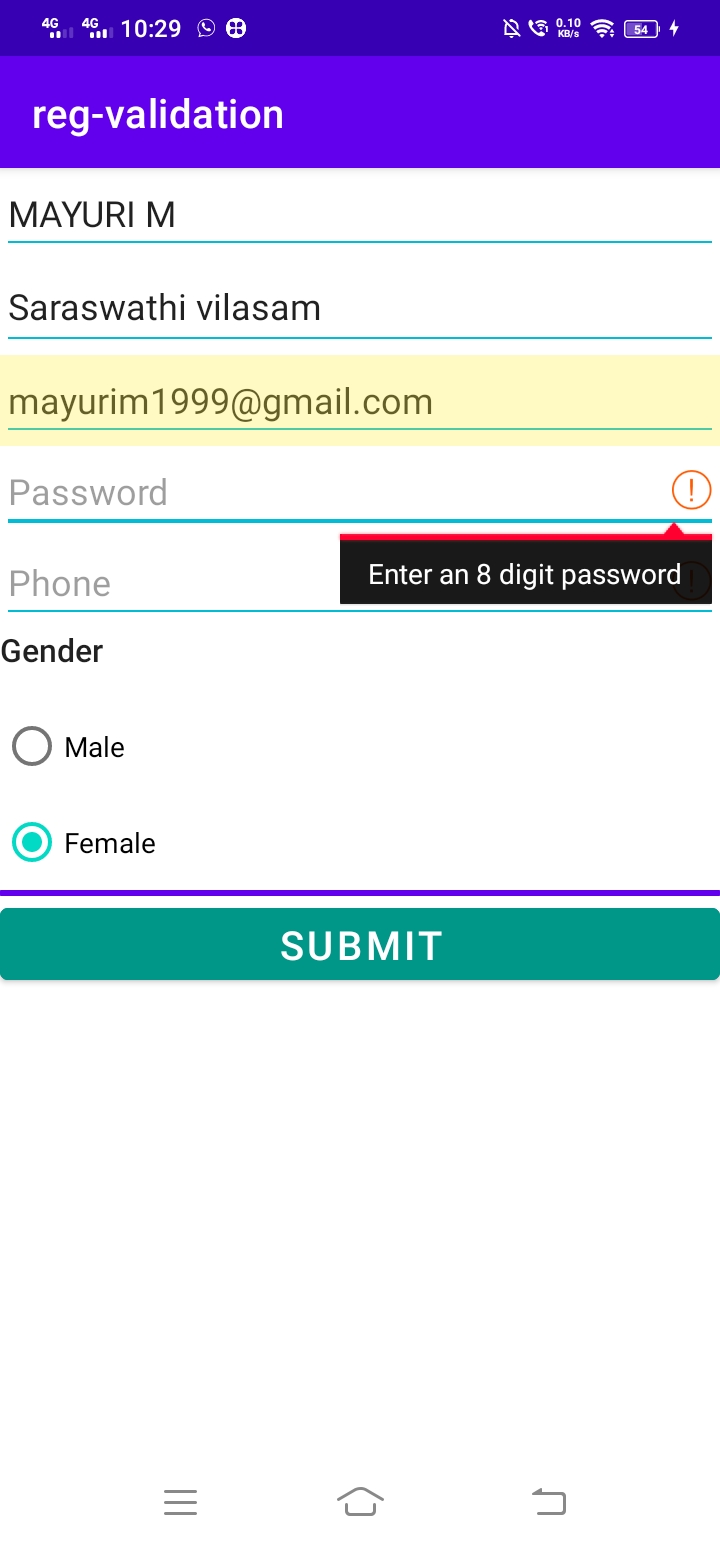 4G 4G 10:29 0.10 KB/s 54
reg-validation
MAYURI M
Saraswathi vilasam
mayurim1999@gmail.com
Password
Enter an 8 digit password
Phone
Gender
Male
Female
SUBMIT